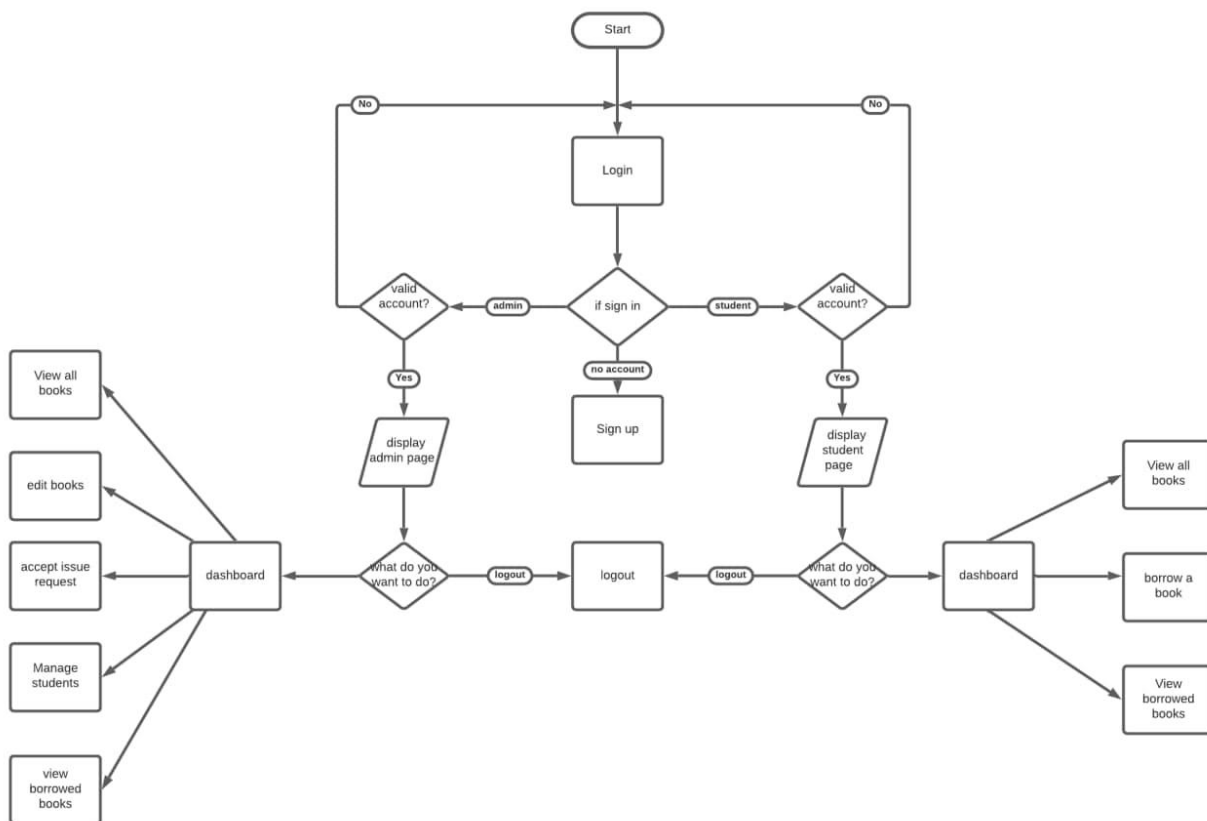 Start
No
No
Login
valid
account?
admin
if sign in
student
valid
account?
no account
Yes
Yes
View all
books
Sign up
display
admin page
display
student
page
View all
books
edit books
accept issue
request
dashboard
what do you
want to do?
logout
logout
logout
what do you
want to do?
dashboard
borrow a
book
Manage
students
View
borrowed
books
view
borrowed
books